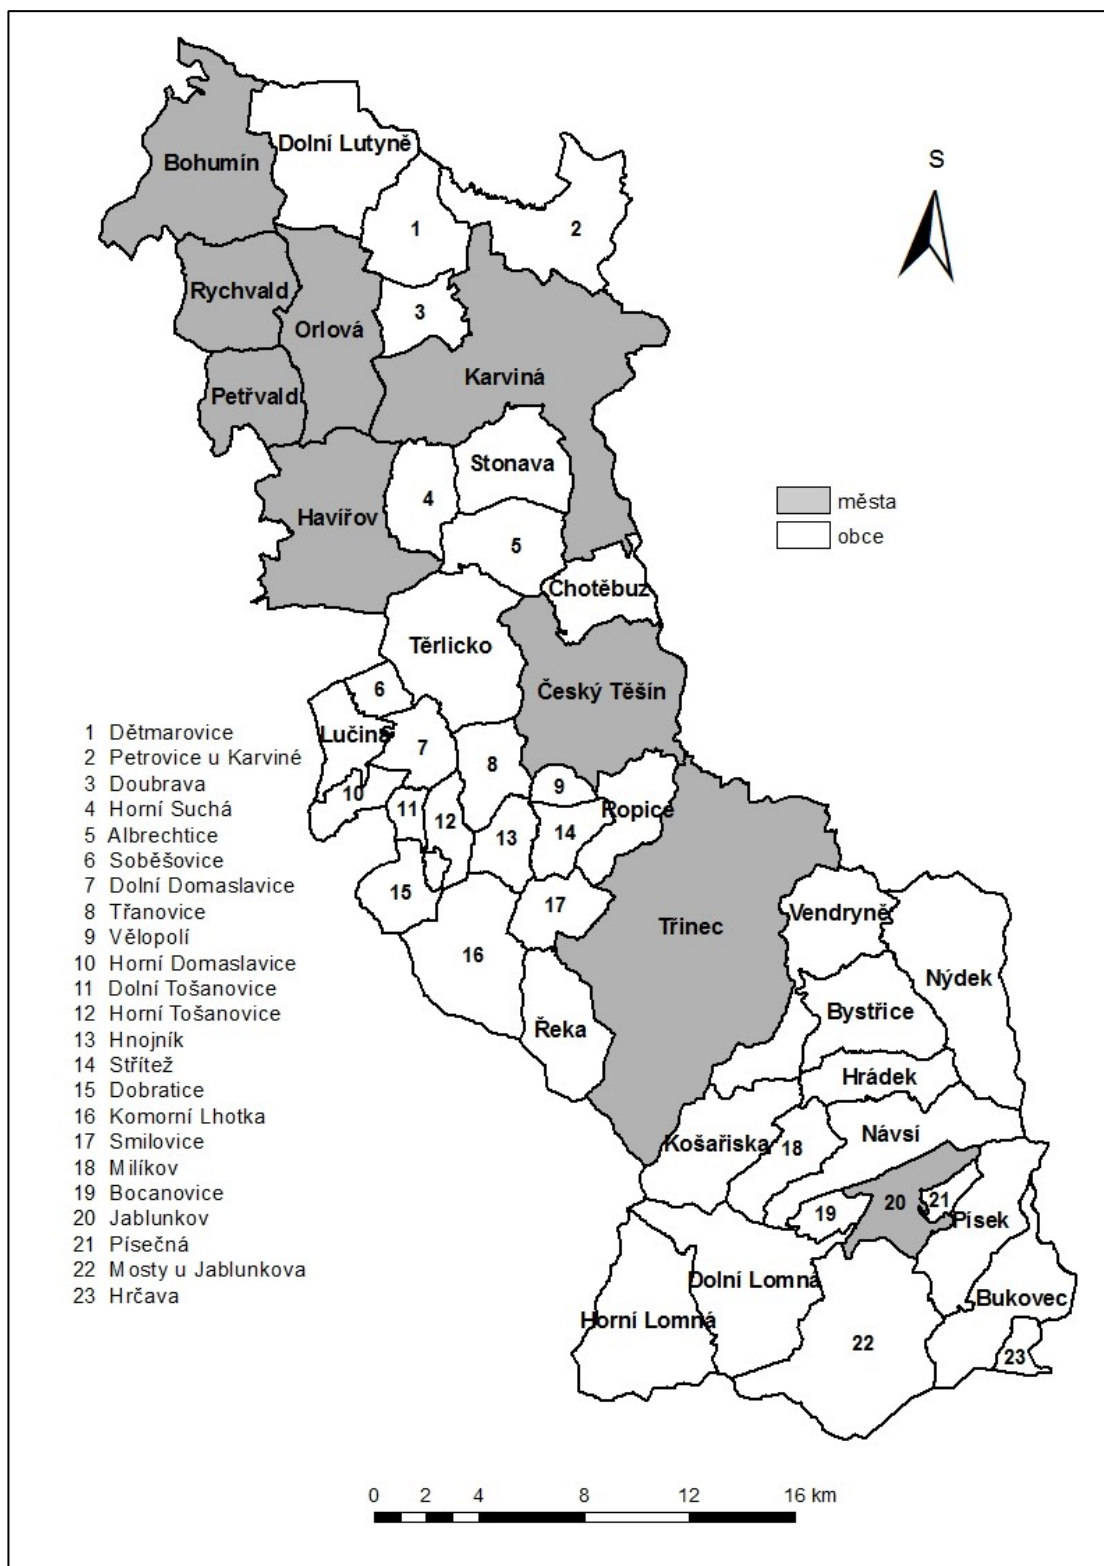 Dolní Lutyně
Bohumín
S
1
2
Rychvald
3
Orlová
Karviná
Petřvald
Stonava
4
města
Havířov
obce
5
Chotěbuz
Těrlicko
Český Těšín
6
Lučina
7
8
9
10
Ropice
11
12
13
14
15
17
16
Třinec
Vendryně
Nýdek
Bystřice
Řeka
Hrádek
Košařiska
18
Návsí
19
20
21
Písek
Dolní Lomná
Bukovec
Horní Lomná
22
23
1 Dětmarovice
2 Petrovice u Karviné
3 Doubrava
4 Horní Suchá
5 Albrechtice
6 Soběšovice
7 Dolní Domaslavice
8 Třanovice
9 Vělopolí
10 Horní Domaslavice
11 Dolní Tošanovice
12 Horní Tošanovice
13 Hnojník
14 Střítež
15 Dobratice
16 Komorní Lhotka
17 Smilovice
18 Milíkov
19 Bocanovice
20 Jablunkov
21 Písečná
22 Mosty u Jablunkova
23 Hrčava
0 2 4 8 12 16 km